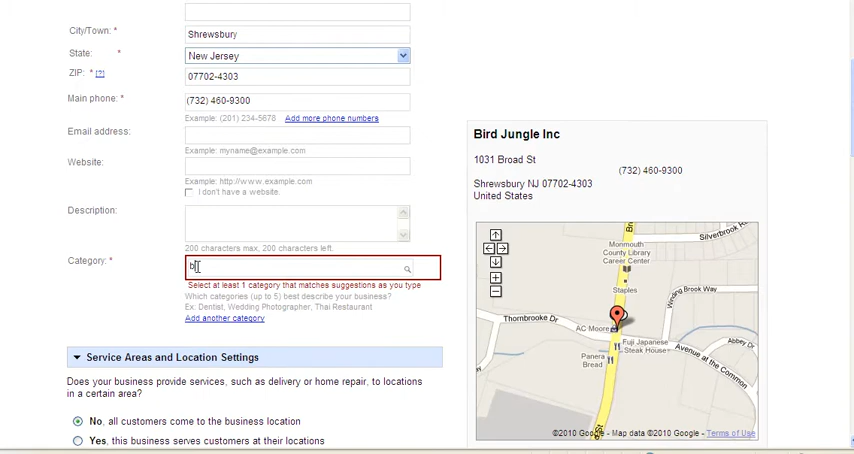 City/Town: * Shrewsbury
State: * New Jersey
ZIP: * [?] 07702-4303
Main phone: * (732) 460-9300
Example: (201) 234-5678 Add more phone numbers
Email address:
Example: myname@example.com
Website:
Example: http://www.example.com
I don't have a website.
Description:
200 characters max, 200 characters left.
Category: * b
Select at least 1 category that matches suggestions as you type
Which categories (up to 5) best describe your business?
Ex: Dentist, Wedding Photographer, Thai Restaurant
Add another category
Service Areas and Location Settings
Does your business provide services, such as delivery or home repair, to locations
in a certain area?
No, all customers come to the business location
Yes, this business serves customers at their locations
Bird Jungle Inc
1031 Broad St
(732) 460-9300
Shrewsbury NJ 07702-4303
United States
Silverbrook Rd
Monmouth
County Library
Career Center
Staples
Winding Brook Way
Thornbrooke Dr
AC Moore
Fuji Japanese
Steak House
Panera
Bread
Abbey Dr
Avenue at the Common
©2010 Google - Map data ©2010 Google - Terms of Use